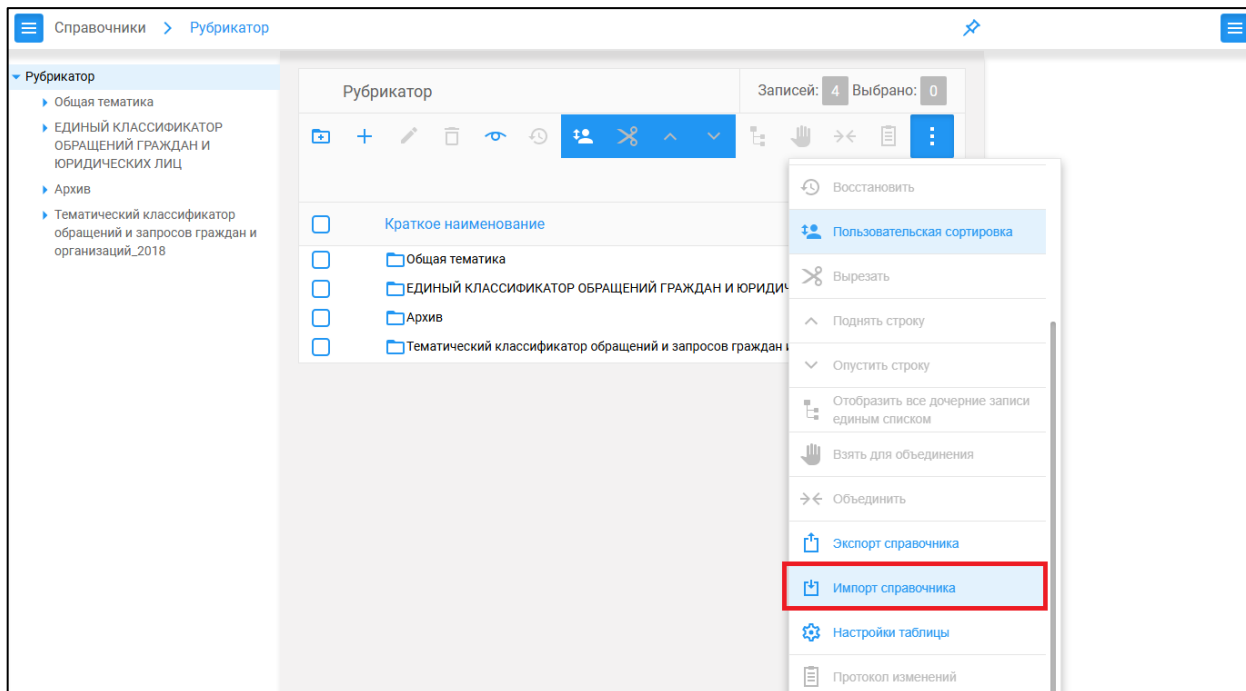 Справочники > Рубрикатор
Рубрикатор
Общая тематика
ЕДИНЫЙ КЛАССИФИКАТОР
ОБРАЩЕНИЙ ГРАЖДАН И
ЮРИДИЧЕСКИХ ЛИЦ
Архив
Тематический классификатор
обращений и запросов граждан и
организаций_2018
Рубрикатор
Записей: 4 Выбрано: 0
Краткое наименование
Общая тематика
ЕДИНЫЙ КЛАССИФИКАТОР ОБРАЩЕНИЙ ГРАЖДАН И ЮРИДИЧ
Архив
Тематический классификатор обращений и запросов граждан и
Восстановить
Пользовательская сортировка
Вырезать
Поднять строку
Опустить строку
Отобразить все дочерние записи
единым списком
Взять для объединения
Объединить
Экспорт справочника
Импорт справочника
Настройки таблицы
Протокол изменений